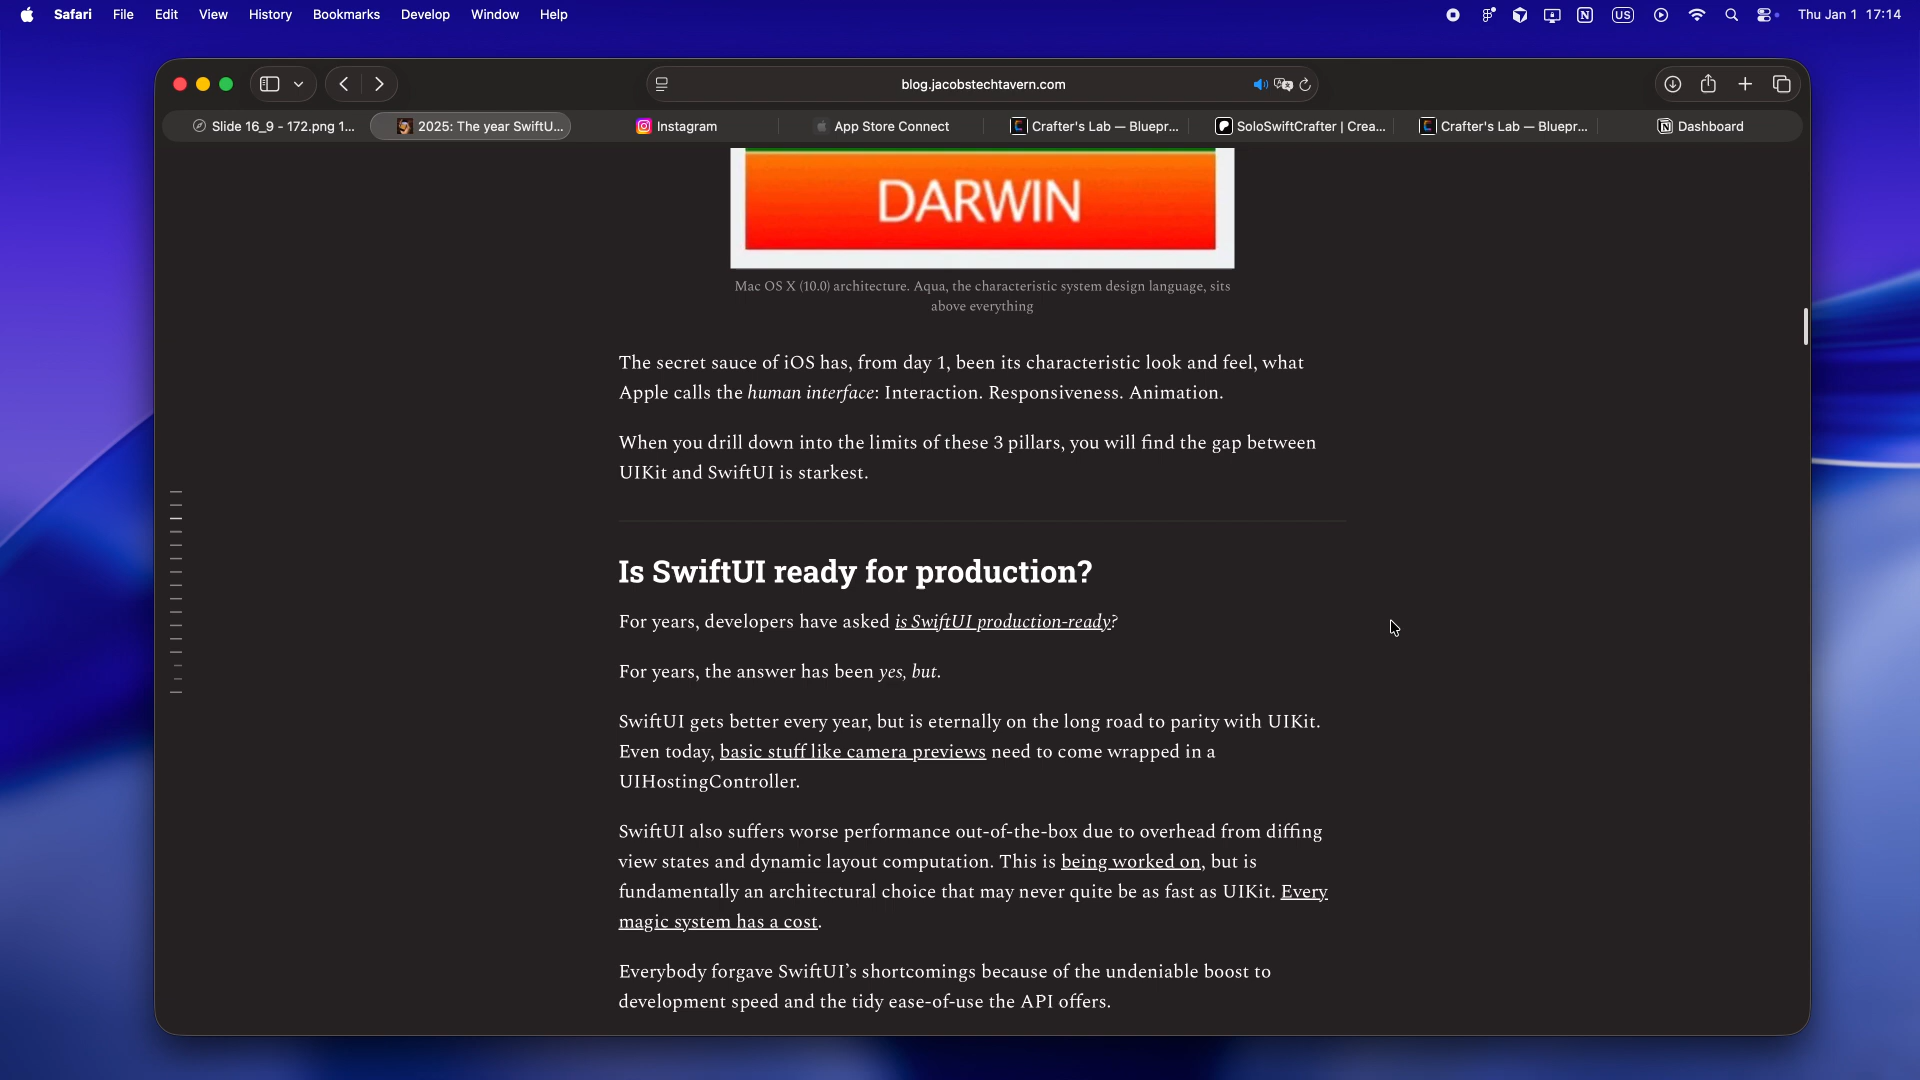 Safari File Edit View History Bookmarks Develop Window Help
US
Thu Jan 1 17:14
blog.jacobstechtavern.com
Slide 16_9 - 172.png 1...
2025: The year SwiftU...
Instagram
App Store Connect
Crafter's Lab — Bluepr...
SoloSwiftCrafter | Crea...
Crafter's Lab — Bluepr...
Dashboard
DARWIN
Mac OS X (10.0) architecture. Aqua, the characteristic system design language, sits
above everything
The secret sauce of iOS has, from day 1, been its characteristic look and feel, what
Apple calls the human interface: Interaction. Responsiveness. Animation.
When you drill down into the limits of these 3 pillars, you will find the gap between
UIKit and SwiftUI is starkest.
Is SwiftUI ready for production?
For years, developers have asked is SwiftUI production-ready?
For years, the answer has been yes, but.
SwiftUI gets better every year, but is eternally on the long road to parity with UIKit.
Even today, basic stuff like camera previews need to come wrapped in a
UIHostingController.
SwiftUI also suffers worse performance out-of-the-box due to overhead from diffing
view states and dynamic layout computation. This is being worked on, but is
fundamentally an architectural choice that may never quite be as fast as UIKit. Every
magic system has a cost.
Everybody forgave SwiftUI’s shortcomings because of the undeniable boost to
development speed and the tidy ease-of-use the API offers.